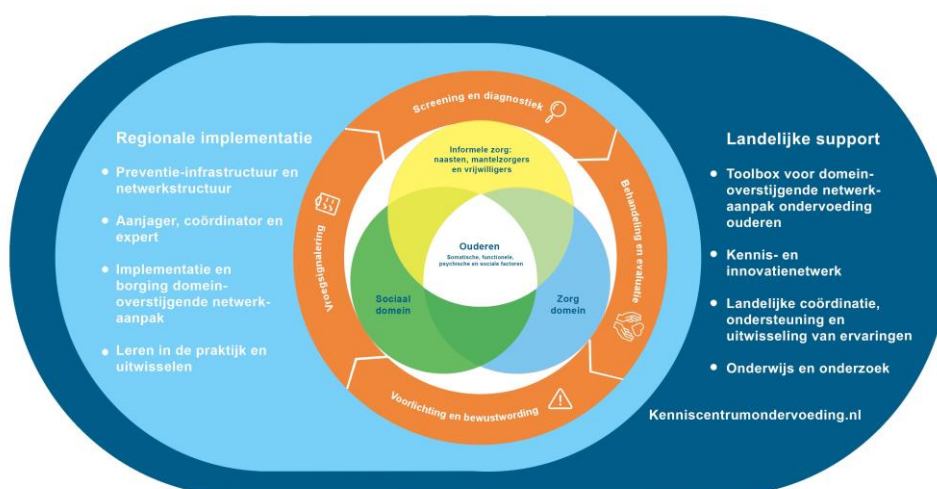 Regionale implementatie
• Preventie-infrastructuur en
netwerkstructuur
• Aanjager, coördinator en
expert
• Implementatie en
borging domein-
overstijgende netwerk-
aanpak
• Leren in de praktijk en
uitwisselen
Screening en diagnostiek
Vroegsignalering
Behandeling en evaluatie
Voorlichting en bewustwording
Informele zorg:
naasten, mantelzorgers
en vrijwilligers
Ouderen
Somatische, functionele,
psychische en sociale factoren
Sociaal
domein
Zorg
domein
Landelijke support
• Toolbox voor domein-
overstijgende netwerk-
aanpak ondervoeding
ouderen
• Kennis- en
innovatienetwerk
• Landelijke coördinatie,
ondersteuning en
uitwisseling van ervaringen
• Onderwijs en onderzoek
Kenniscentrumondervoeding.nl